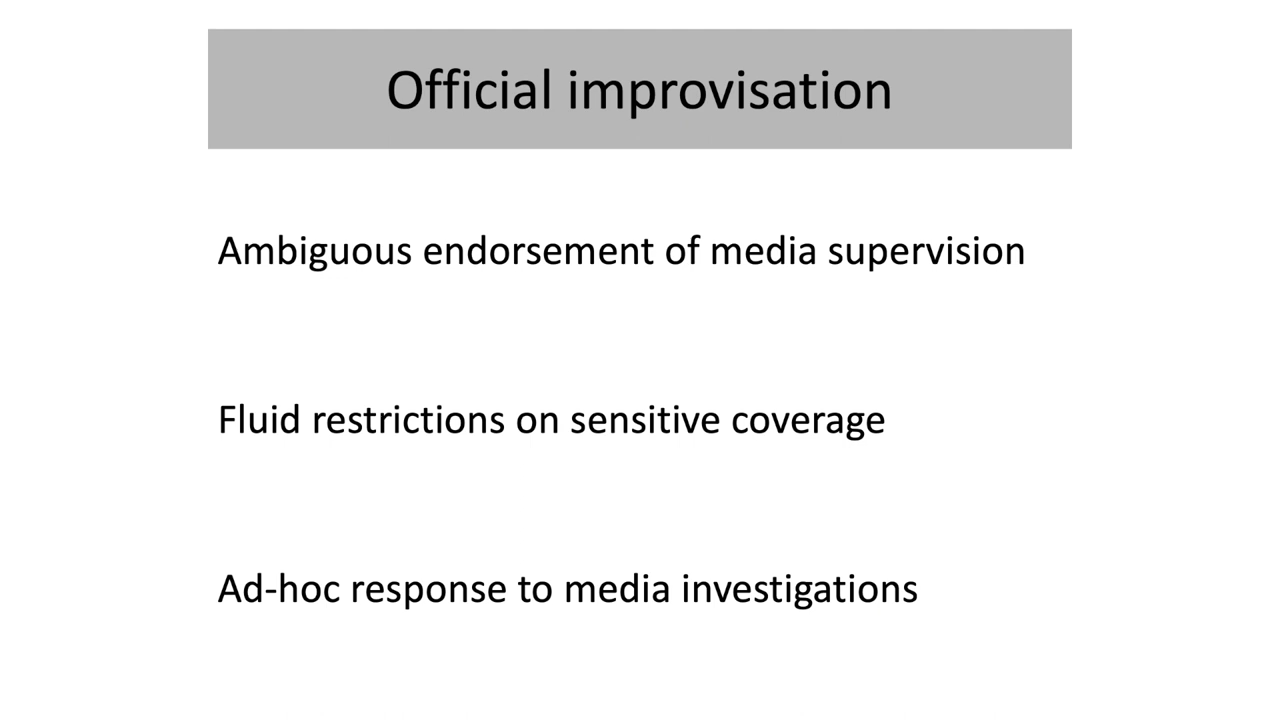 Official improvisation
Ambiguous endorsement of media supervision
Fluid restrictions on sensitive coverage
Ad-hoc response to media investigations